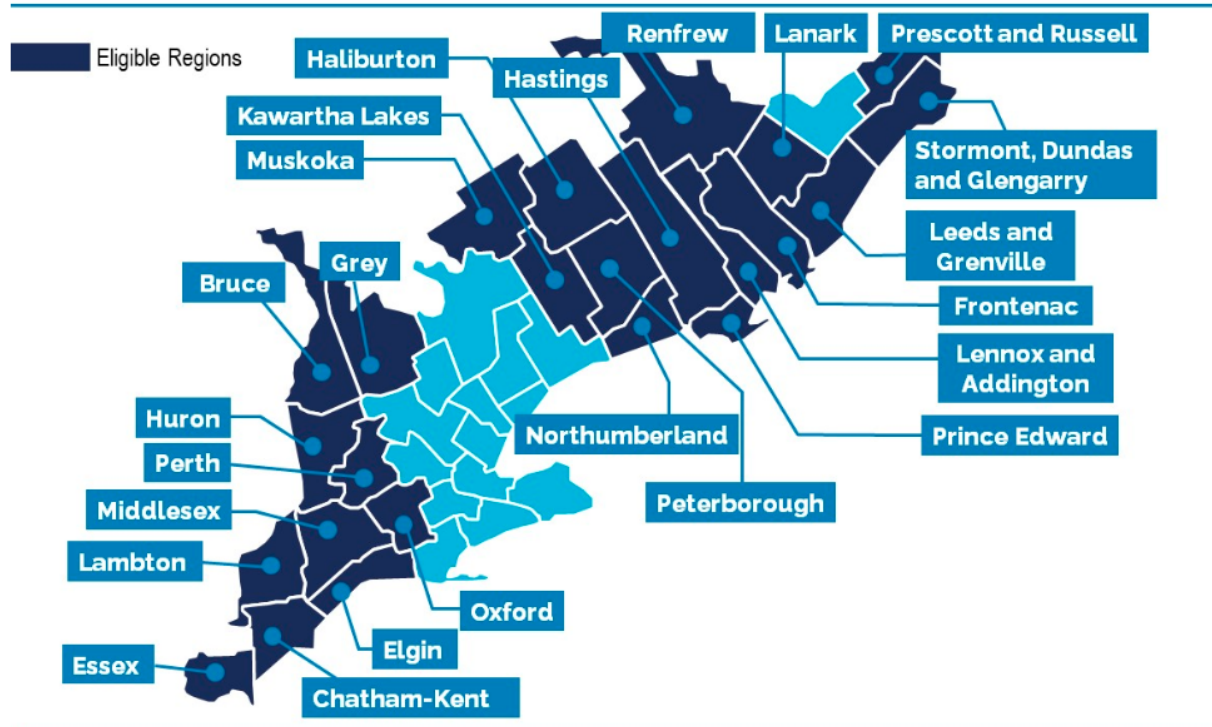 Renfrew
Lanark
Prescott and Russell
Eligible Regions
Haliburton
Hastings
Kawartha Lakes
Muskoka
Stormont, Dundas
and Glengarry
Leeds and
Grenville
Grey
Bruce
Frontenac
Lennox and
Addington
Huron
Northumberland
Prince Edward
Perth
Peterborough
Middlesex
Lambton
Oxford
Elgin
Essex
Chatham-Kent